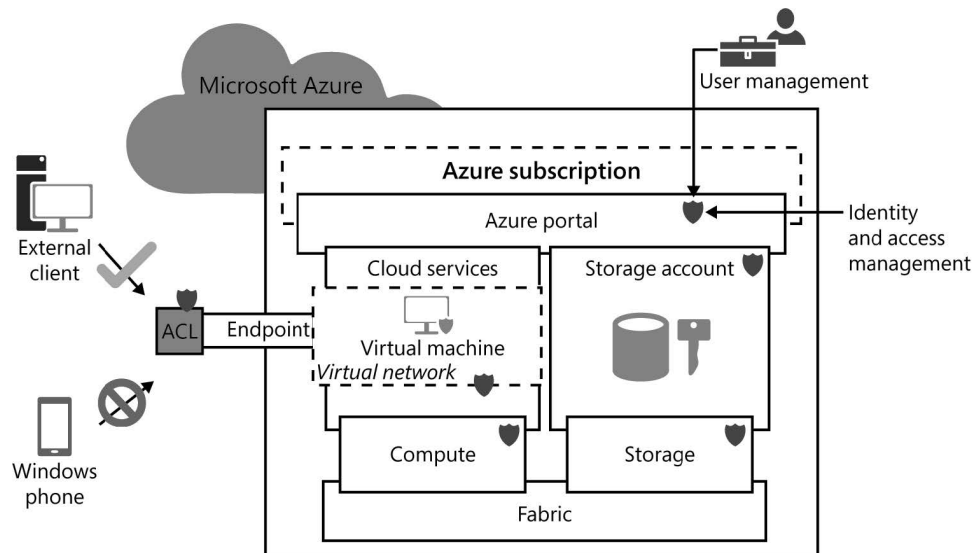 Microsoft Azure
User management
Azure subscription
Azure portal
Identity
and access
management
External
client
Cloud services
Storage account
ACL
Endpoint
Virtual machine
Virtual network
Windows
phone
Compute
Storage
Fabric